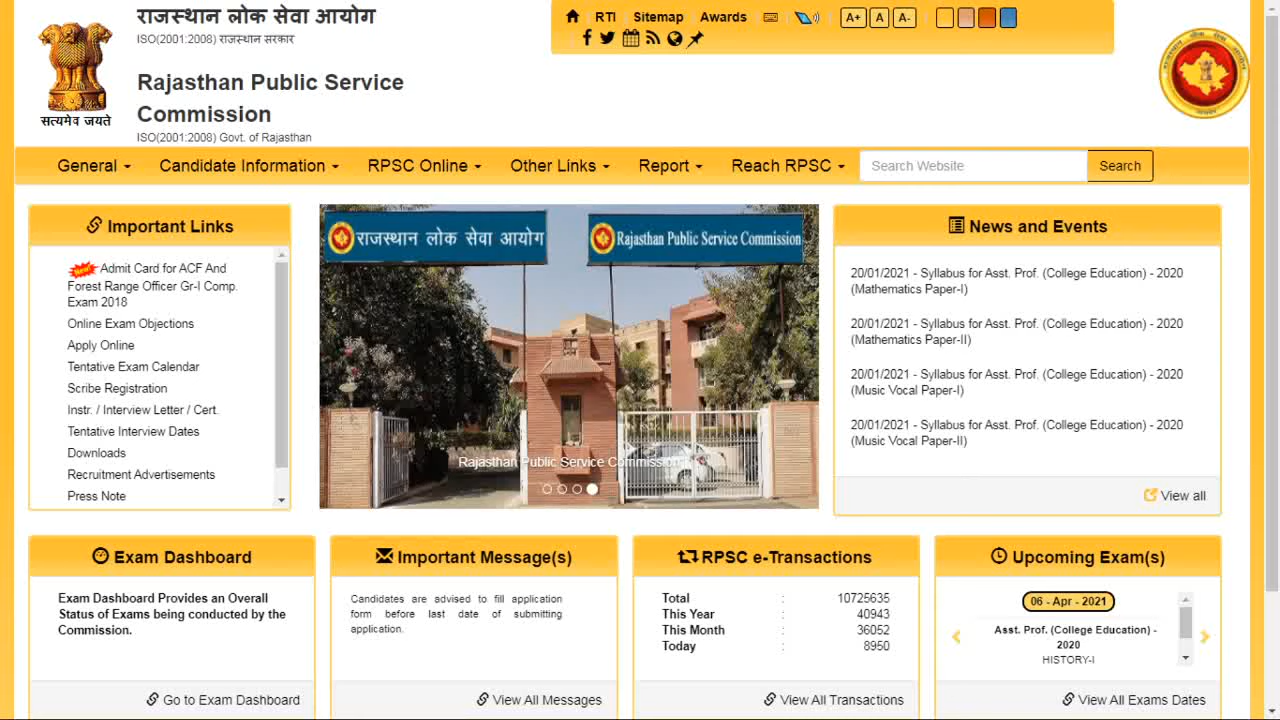 राजस्थान लोक सेवा आयोग
ISO(2001:2008) राजस्थान सरकार
Rajasthan Public Service
Commission
ISO(2001:2008) Govt. of Rajasthan
सत्यमेव जयते
RTI Sitemap Awards A+ A A-
General Candidate Information RPSC Online Other Links Report Reach RPSC Search Website Search
Important Links
New Admit Card for ACF And
Forest Range Officer Gr-I Comp.
Exam 2018
Online Exam Objections
Apply Online
Tentative Exam Calendar
Scribe Registration
Instr. / Interview Letter / Cert.
Tentative Interview Dates
Downloads
Recruitment Advertisements
Press Note
राजस्थान लोक सेवा आयोग
Rajasthan Public Service Commission
Rajasthan Public Service Commission
News and Events
20/01/2021 - Syllabus for Asst. Prof. (College Education) - 2020
(Mathematics Paper-I)
20/01/2021 - Syllabus for Asst. Prof. (College Education) - 2020
(Mathematics Paper-II)
20/01/2021 - Syllabus for Asst. Prof. (College Education) - 2020
(Music Vocal Paper-I)
20/01/2021 - Syllabus for Asst. Prof. (College Education) - 2020
(Music Vocal Paper-II)
View all
Exam Dashboard
Exam Dashboard Provides an Overall
Status of Exams being conducted by the
Commission.
Go to Exam Dashboard
Important Message(s)
Candidates are advised to fill application
form before last date of submitting
application.
View All Messages
RPSC e-Transactions
Total : 10725635
This Year : 40943
This Month : 36052
Today : 8950
View All Transactions
Upcoming Exam(s)
06 - Apr - 2021
Asst. Prof. (College Education) -
2020
HISTORY-I
View All Exams Dates